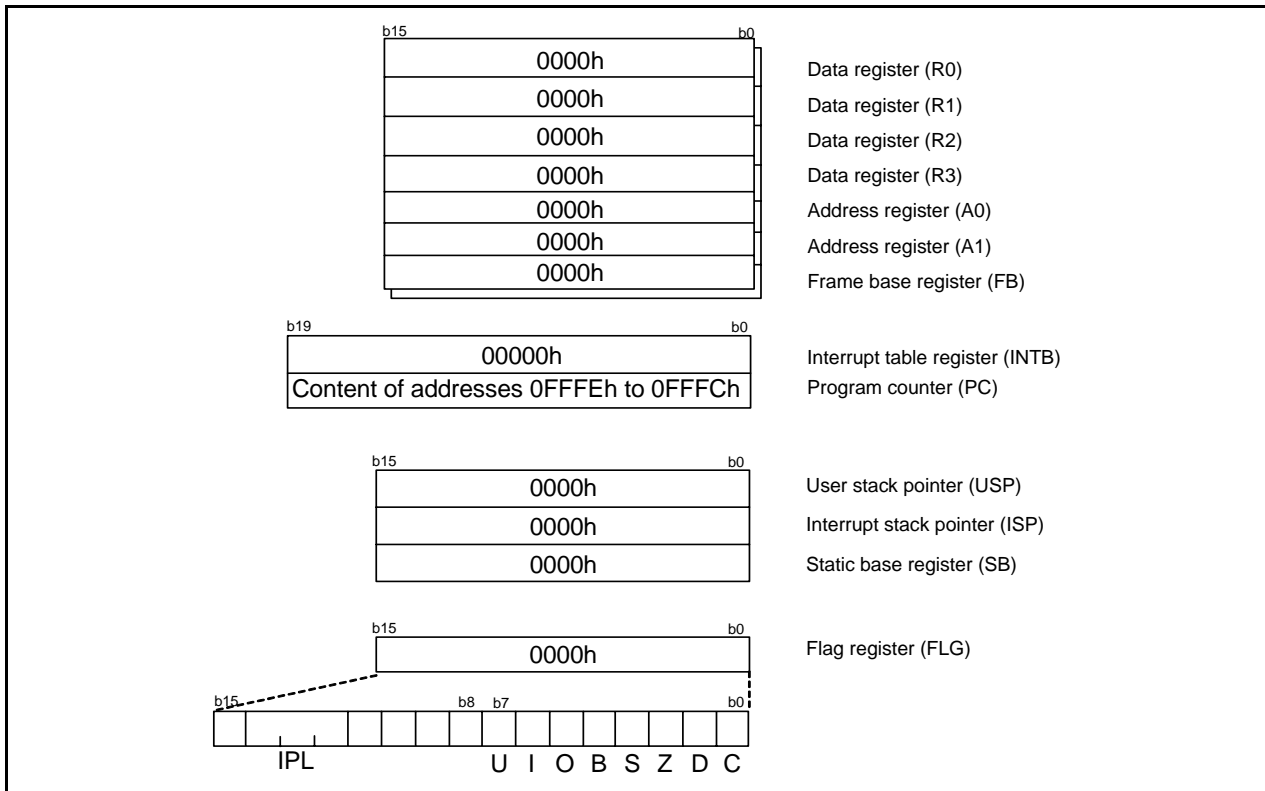 b15 b0
0000h Data register (R0)
0000h Data register (R1)
0000h Data register (R2)
0000h Data register (R3)
0000h Address register (A0)
0000h Address register (A1)
0000h Frame base register (FB)
b19 b0
00000h Interrupt table register (INTB)
Content of addresses 0FFFEh to 0FFFCh Program counter (PC)
b15 b0
0000h User stack pointer (USP)
0000h Interrupt stack pointer (ISP)
0000h Static base register (SB)
b15 b0
0000h Flag register (FLG)
b15 b8 b7 b0
IPL U I O B S Z D C